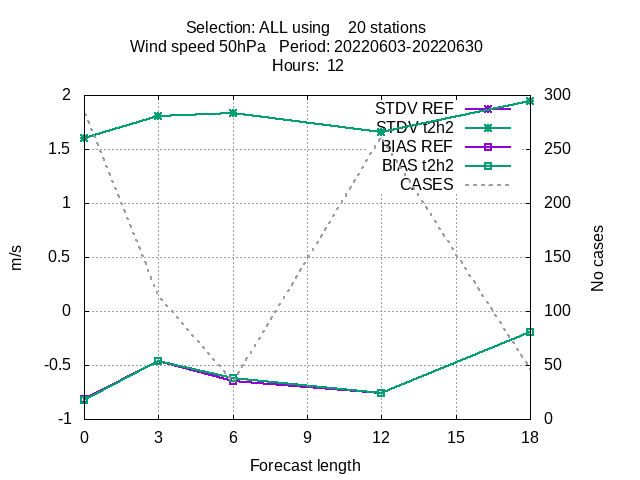 Selection: ALL using    20 stations
Wind speed 50hPa   Period: 20220603-20220630
Hours:  12
2
1.5
1
0.5
0
-0.5
-1
300
250
200
150
100
50
0
STDV REF
STDV t2h2
BIAS REF
BIAS t2h2
CASES
m/s
No cases
0 3 6 9 12 15 18
Forecast length